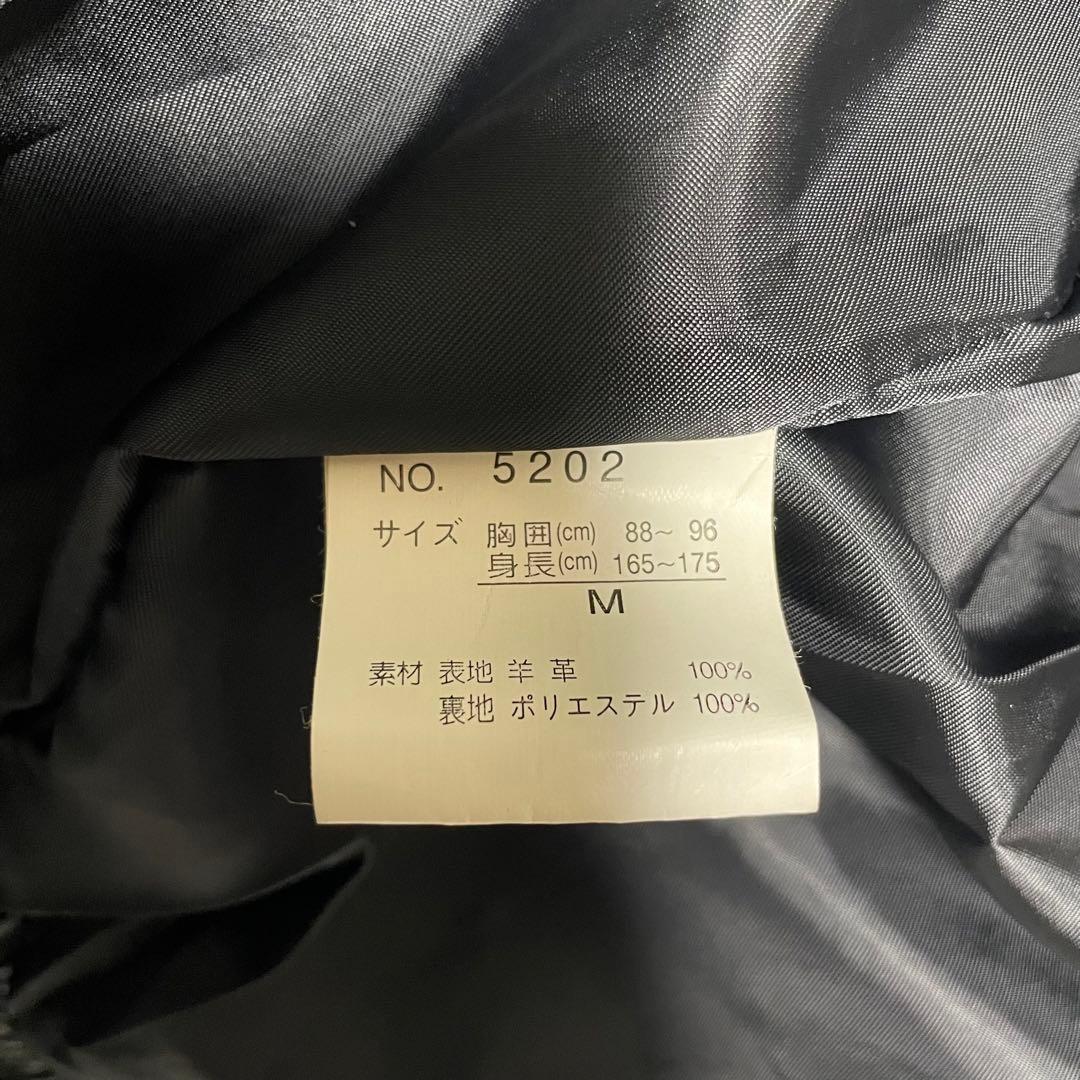 NO. 5202
サイズ 胸囲(cm) 88~ 96
身長(cm) 165~175
M
素材 表地 羊革 100%
裏地 ポリエステル 100%